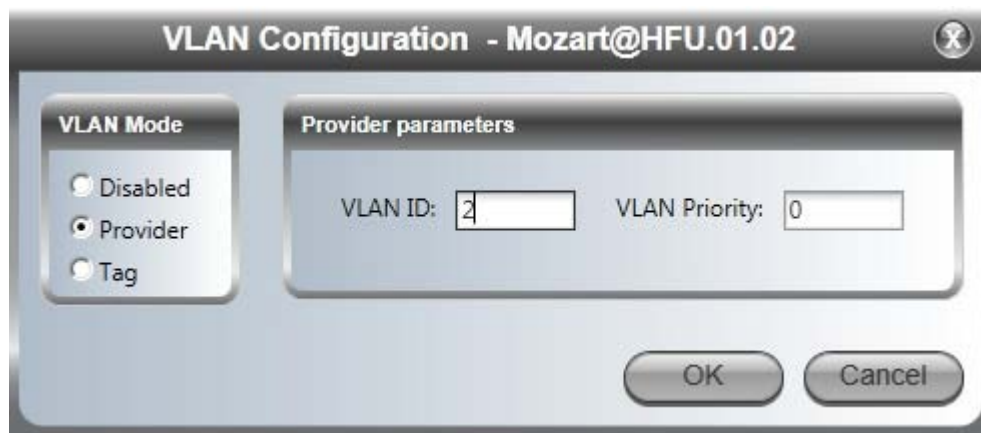 VLAN Configuration - Mozart@HFU.01.02
X
VLAN Mode
Disabled
Provider
Tag
Provider parameters
VLAN ID: 2 VLAN Priority: 0
OK Cancel